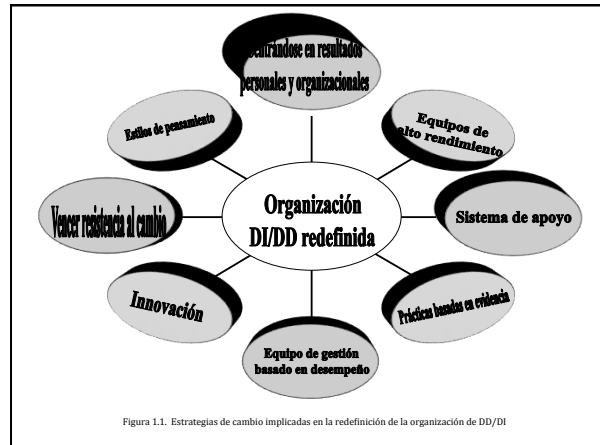 Centrándose en resultados
personales y organizacionales
Estilos de pensamiento
Equipos de
alto rendimiento
Vencer resistencia al cambio
Organización
DI/DD redefinida
Sistema de apoyo
Innovación
Prácticas basadas en evidencia
Equipo de gestión
basado en desempeño
Figura 1.1. Estrategias de cambio implicadas en la redefinición de la organización de DD/DI